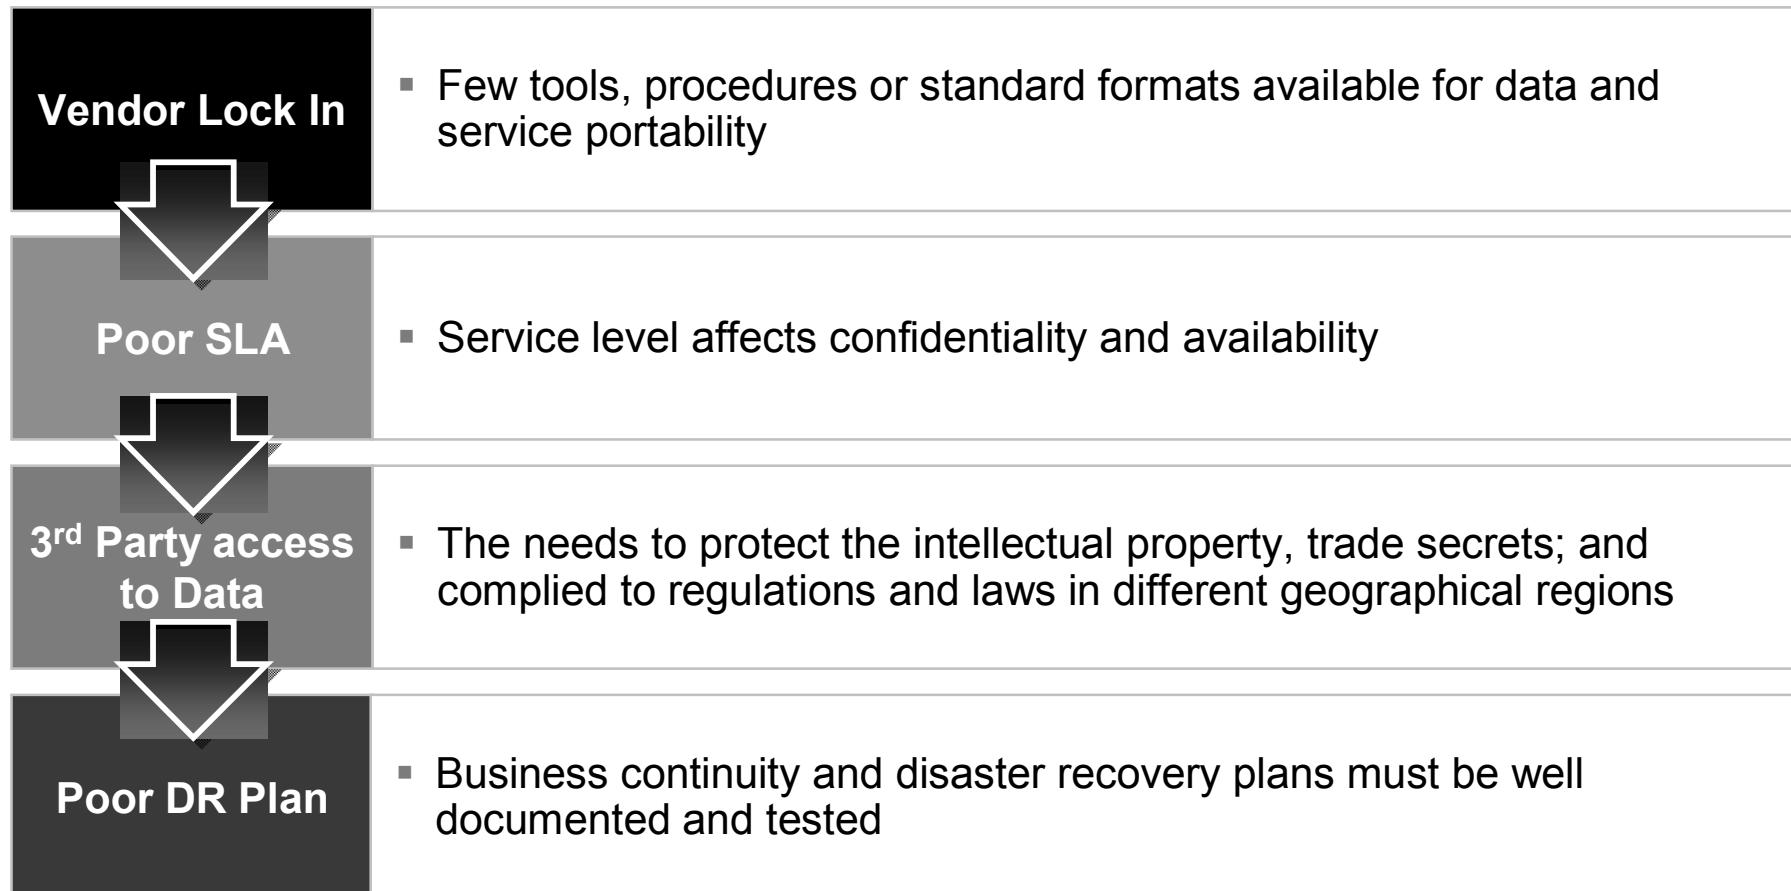 Vendor Lock In
▪ Few tools, procedures or standard formats available for data and
service portability
Poor SLA
▪ Service level affects confidentiality and availability
3rd Party access
to Data
▪ The needs to protect the intellectual property, trade secrets; and
complied to regulations and laws in different geographical regions
Poor DR Plan
▪ Business continuity and disaster recovery plans must be well
documented and tested